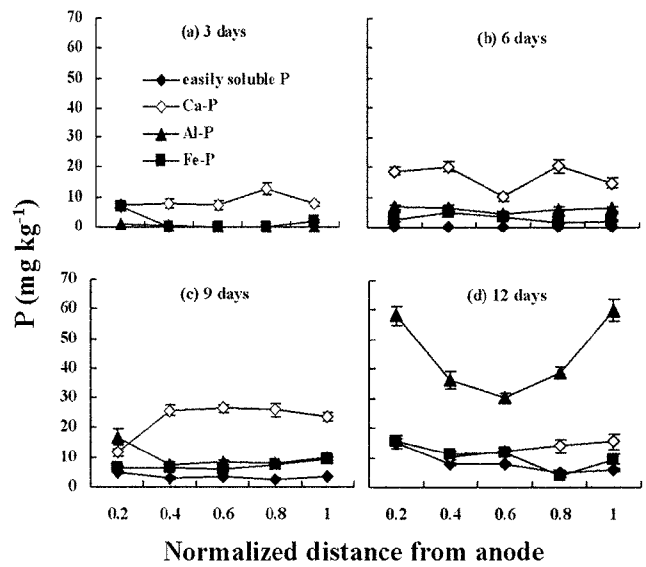 70
60
50
40
30
20
10
0
(a) 3 days
easily soluble P
Ca-P
Al-P
Fe-P
(b) 6 days
P (mg kg-1)
70
60
50
40
30
20
10
0
(c) 9 days
(d) 12 days
0.2 0.4 0.6 0.8 1
0.2 0.4 0.6 0.8 1
Normalized distance from anode